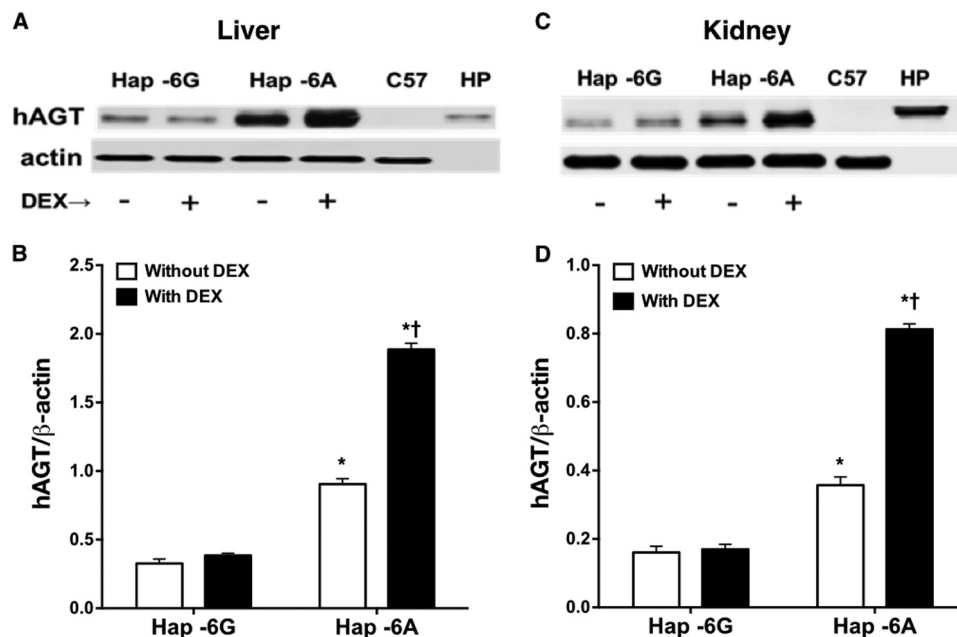 A Liver
Hap -6G Hap -6A C57 HP
hAGT
actin
DEX→ - + - +
C Kidney
Hap -6G Hap -6A C57 HP
- + - +
B
2.5
2.0
1.5
1.0
0.5
0.0
hAGT/β-actin
Without DEX
With DEX
*
*†
Hap -6G Hap -6A
D
1.0
0.8
0.6
0.4
0.2
0.0
hAGT/β-actin
Without DEX
With DEX
*
*†
Hap -6G Hap -6A